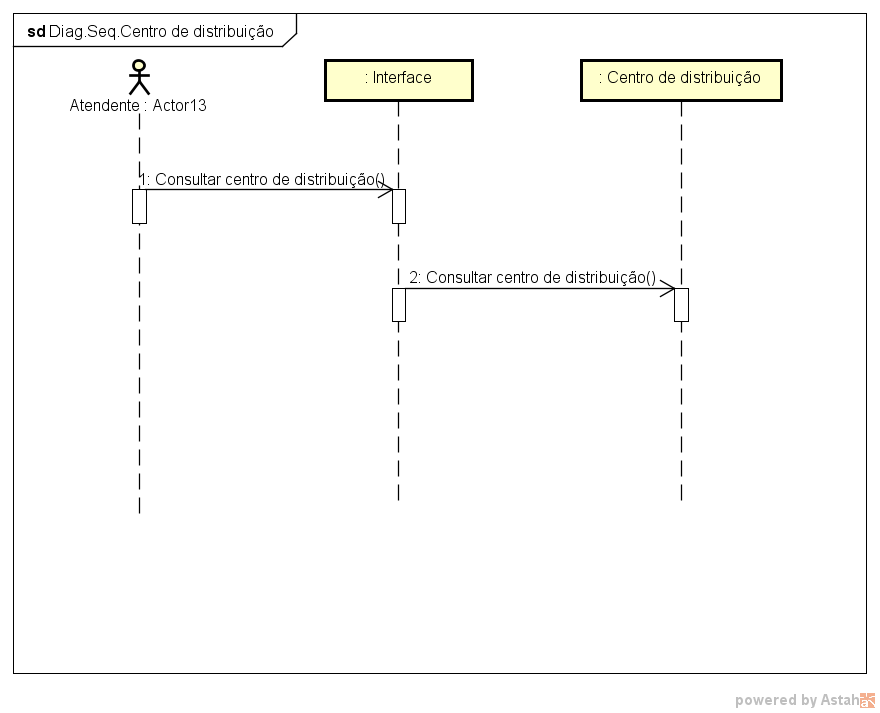 sd Diag.Seq.Centro de distribuição
Atendente : Actor13
: Interface
: Centro de distribuição
1: Consultar centro de distribuição()
2: Consultar centro de distribuição()
powered by Astah